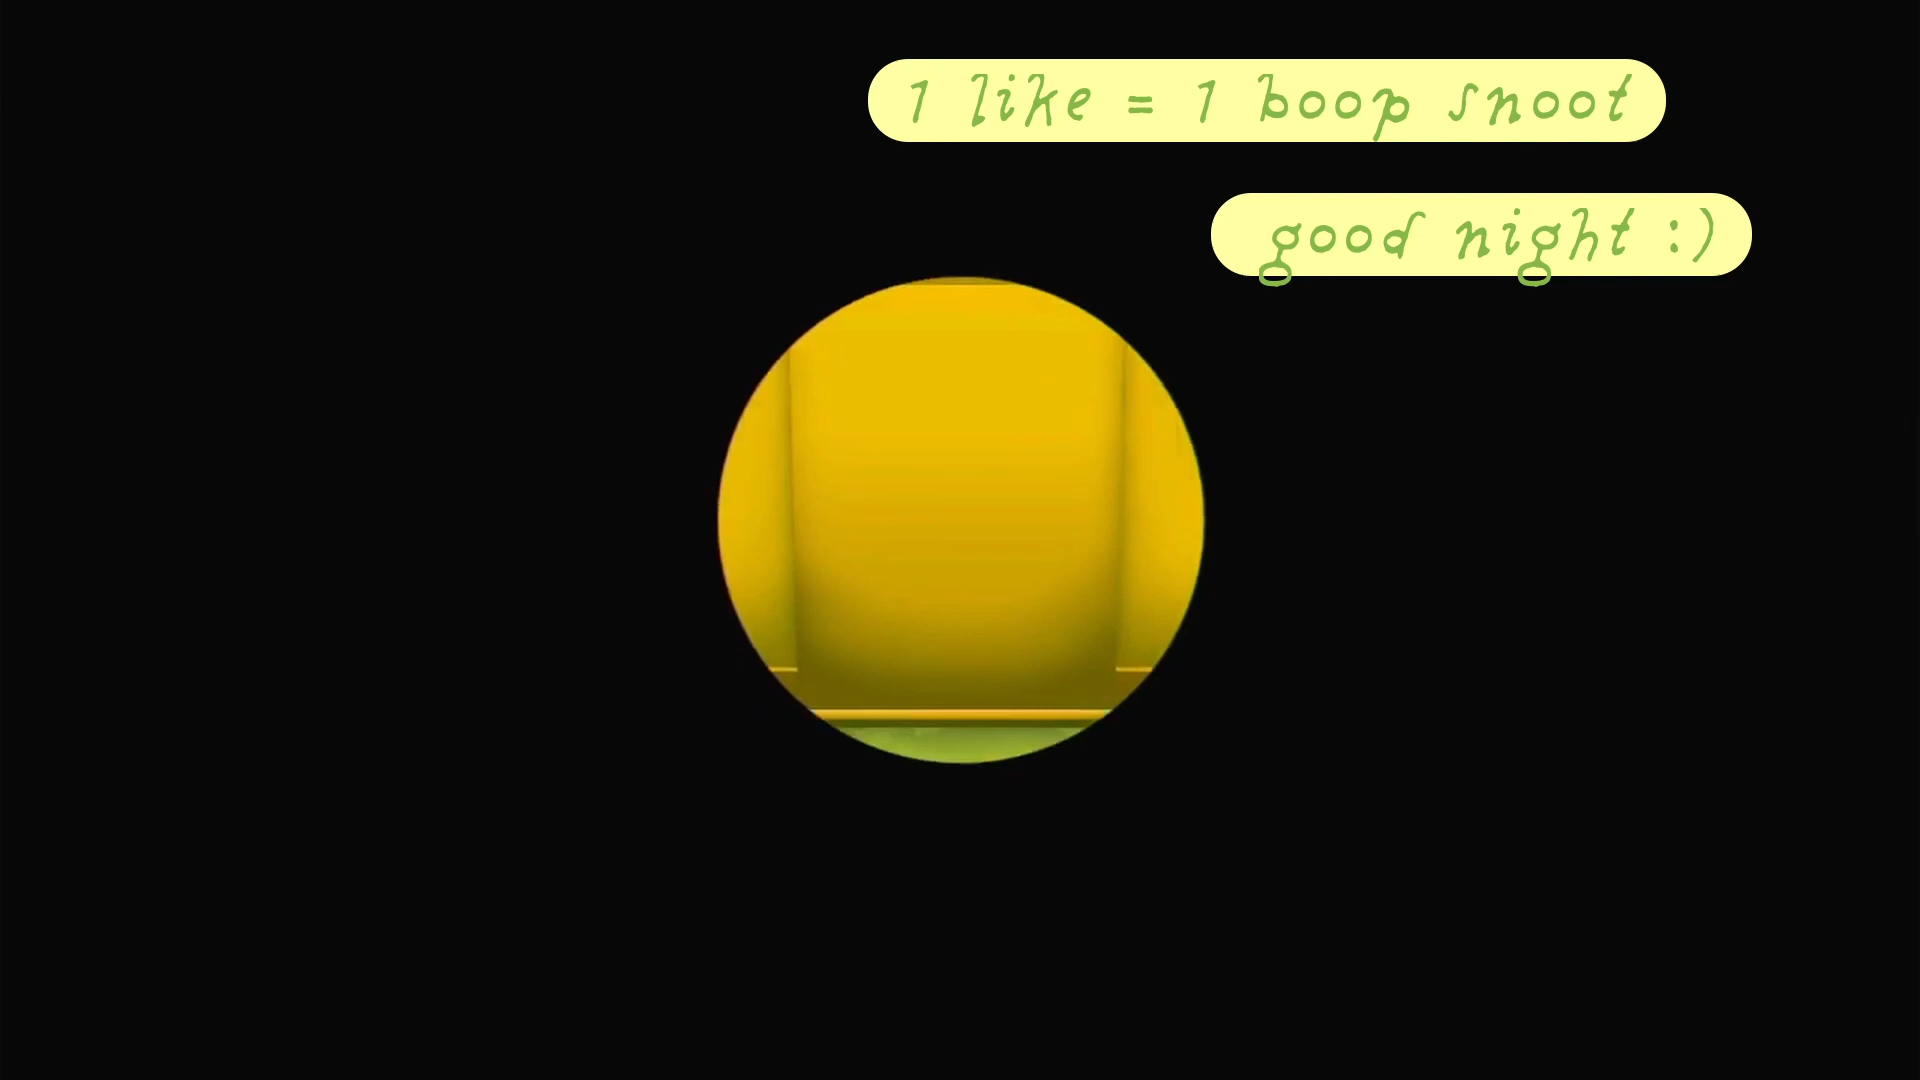 1 like = 1 boop snoot
good night :)